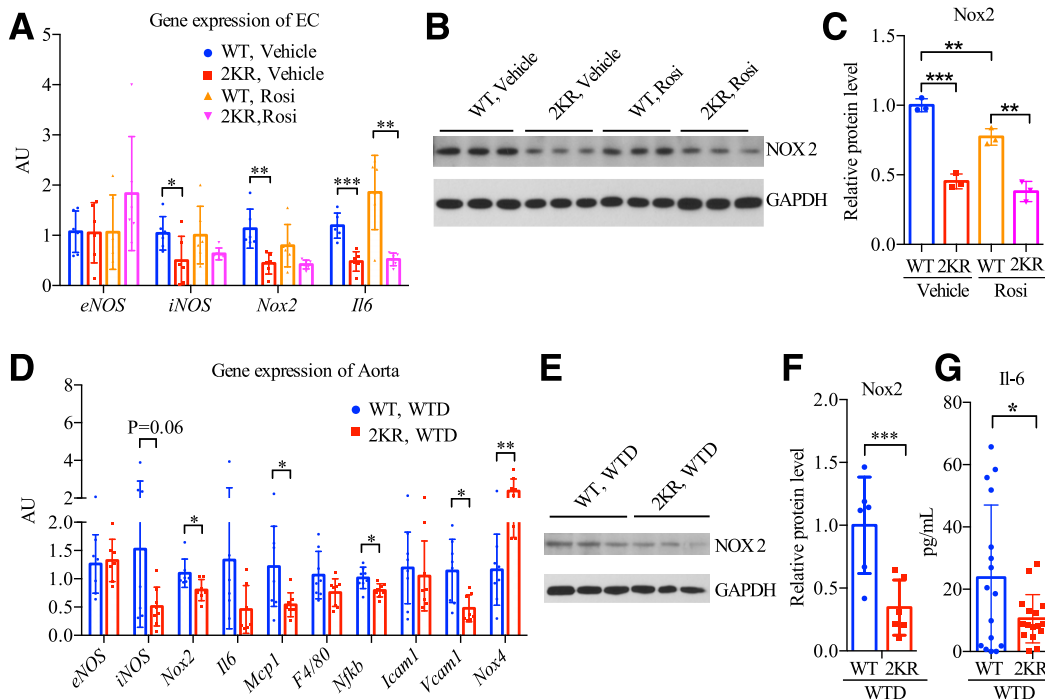 A
Gene expression of EC
WT, Vehicle
2KR, Vehicle
WT, Rosi
2KR,Rosi
AU
5
4
3
2
1
0
*
**
***
**
eNOS
iNOS
Nox2
Il6
B
WT, Vehicle
2KR, Vehicle
WT, Rosi
2KR, Rosi
NOX 2
GAPDH
C
Nox2
Relative protein level
1.5
1.0
0.5
0.0
**
***
**
WT 2KR WT 2KR
Vehicle Rosi
D
Gene expression of Aorta
WT, WTD
2KR, WTD
AU
8
6
4
2
2.0
1.5
1.0
0.5
0.0
P=0.06
*
*
*
*
**
eNOS
iNOS
Nox2
Il6
Mcp1
F4/80
Nfkb
Icam1
Vcam1
Nox4
E
WT, WTD
2KR, WTD
NOX 2
GAPDH
F
Nox2
Relative protein level
2.0
1.5
1.0
0.5
0.0
***
WT 2KR
WTD
G
Il-6
pg/mL
80
60
40
20
0
*
WT 2KR
WTD